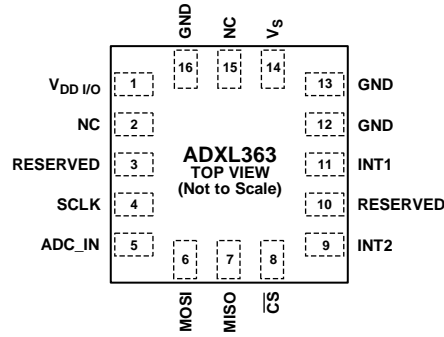 GND
NC
VS
16
15
14
VDD I/O
1
13
GND
NC
2
12
GND
RESERVED
3
ADXL363
TOP VIEW
(Not to Scale)
11
INT1
SCLK
4
10
RESERVED
ADC_IN
5
9
INT2
6
7
8
MOSI
MISO
CS